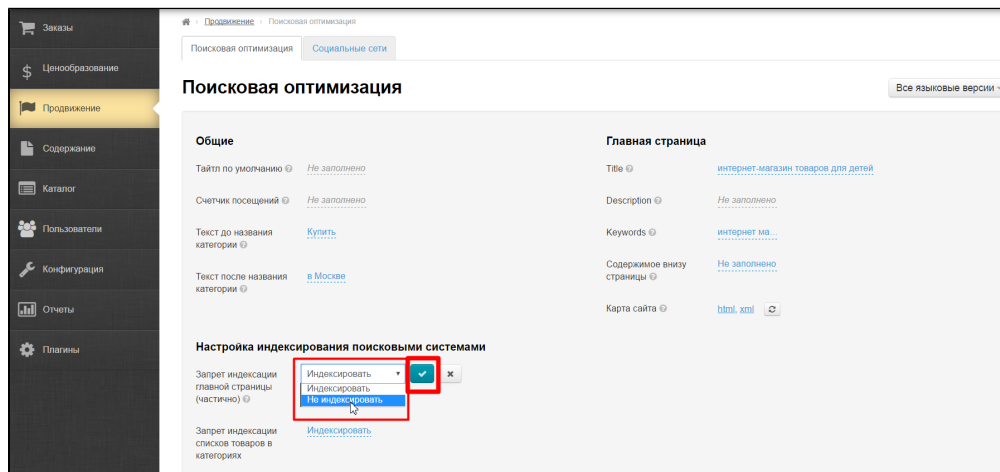 Заказы
Ценообразование
Продвижение
Содержание
Каталог
Пользователи
Конфигурация
Отчеты
Плагины
Продвижение Поисковая оптимизация
Поисковая оптимизация Социальные сети
Поисковая оптимизация
Все языковые версии
Общие
Тайтл по умолчанию Не заполнено
Счетчик посещений Не заполнено
Текст до названия Купить
категории
Текст после названия в Москве
категории
Главная страница
Title интернет-магазин товаров для детей
Description Не заполнено
Keywords интернет ма...
Содержимое внизу Не заполнено
страницы
Карта сайта html, xml
Настройка индексирования поисковыми системами
Запрет индексации Индексировать
главной страницы Индексировать
(частично) Не индексировать
Запрет индексации Индексировать
списков товаров в
категориях